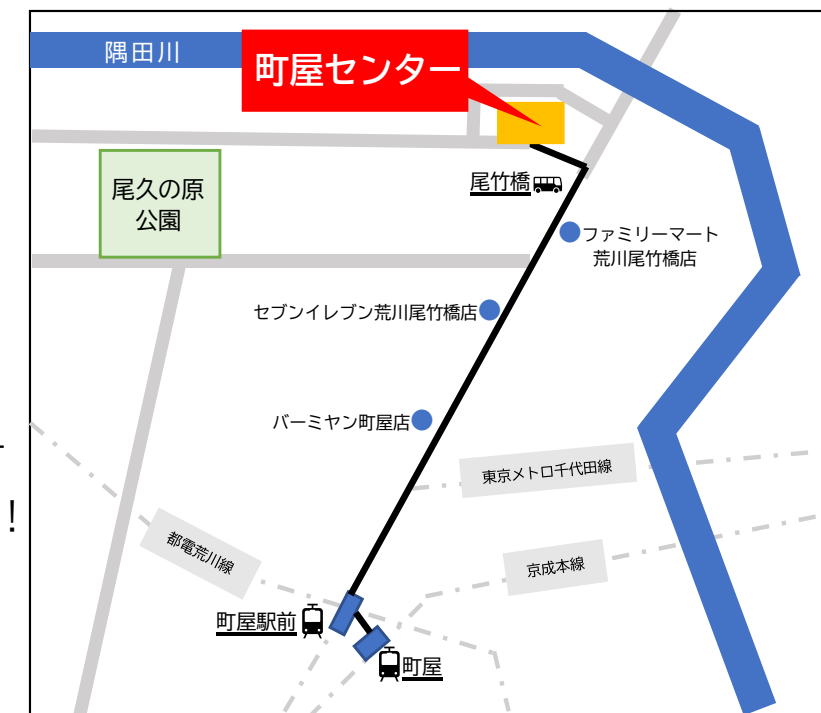 隅田川
町屋センター
尾久の原
公園
尾竹橋
ファミリーマート
荒川尾竹橋店
セブンイレブン荒川尾竹橋店
バーミヤン町屋店
東京メトロ千代田線
!
都電荒川線
京成本線
町屋駅前
町屋